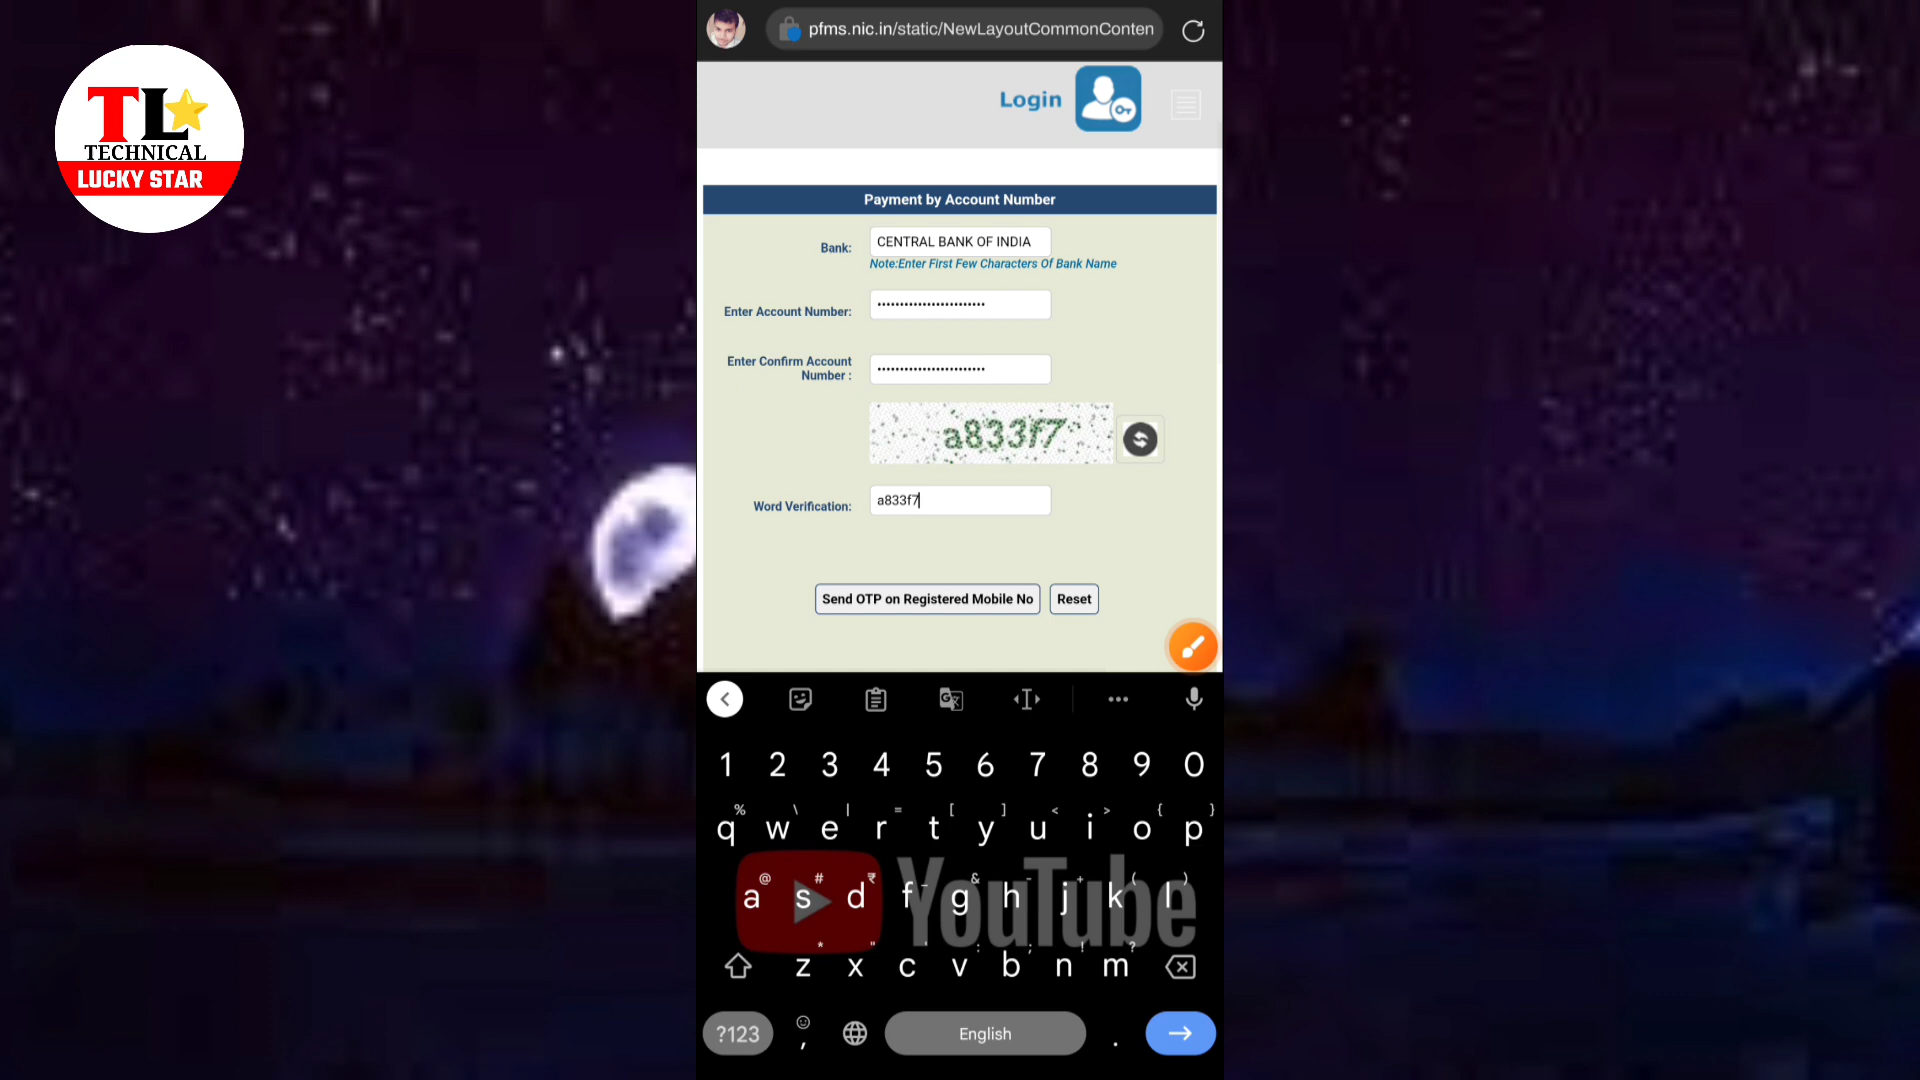 TL
TECHNICAL
LUCKY STAR
pfms.nic.in/static/NewLayoutCommonConten
Login
Payment by Account Number
Bank:
CENTRAL BANK OF INDIA
Note:Enter First Few Characters Of Bank Name
Enter Account Number:
••••••••••••••••••••••••
Enter Confirm Account
Number :
••••••••••••••••••••••••
a833f7
Word Verification:
a833f7
Send OTP on Registered Mobile No
Reset
1 2 3 4 5 6 7 8 9 0
% \ | = [ ] < > { }
q w e r t y u i o p
@ # ₹ _ & - + ( )
a s d f g h j k l
YouTube
* " ' : ; ! ?
z x c v b n m
?123 , English .